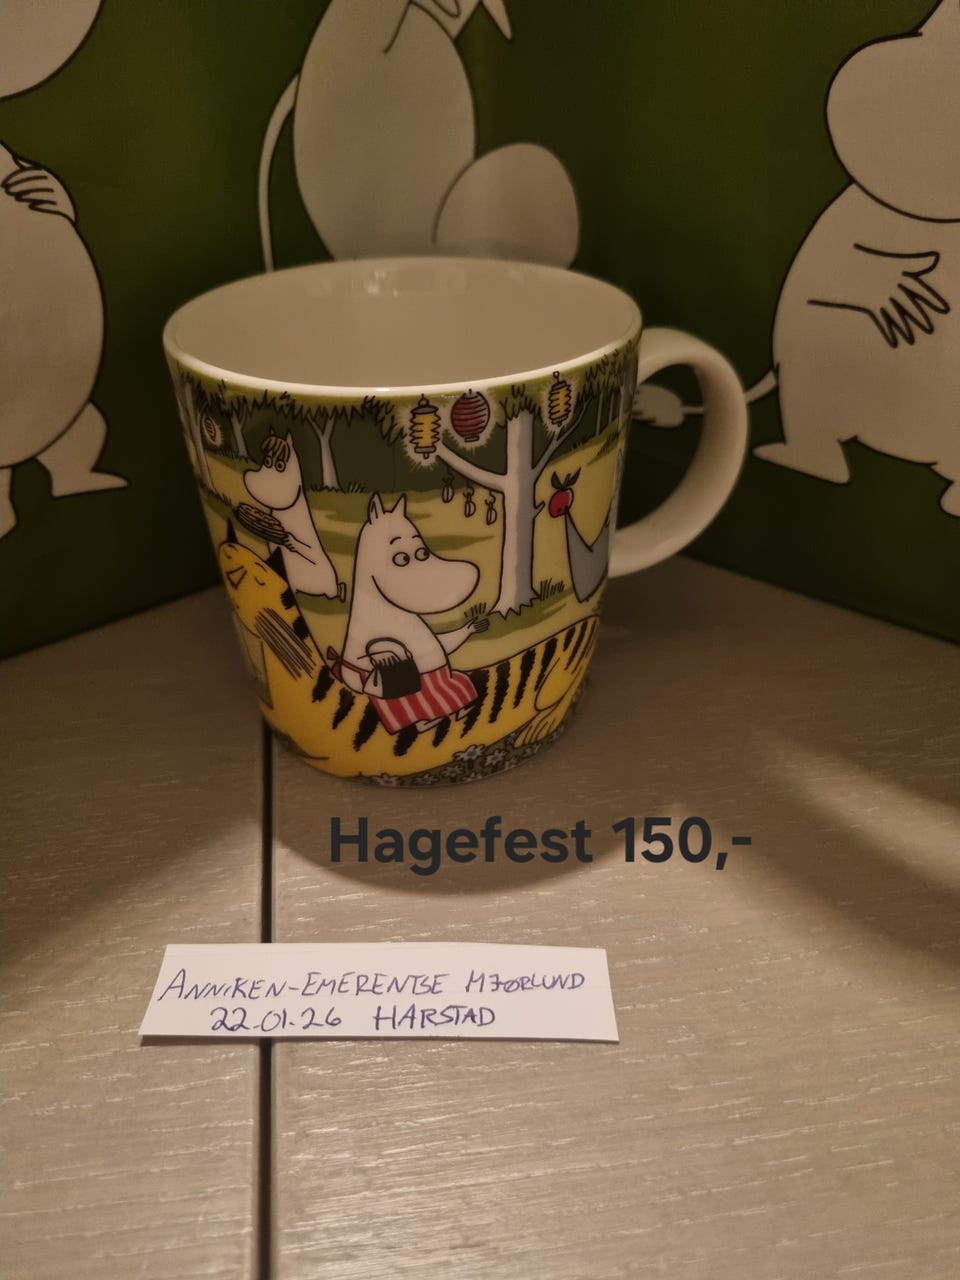 Hagefest 150,-
ANNIKEN-EMERENTSE MJØRLUND
22.01.26 HARSTAD